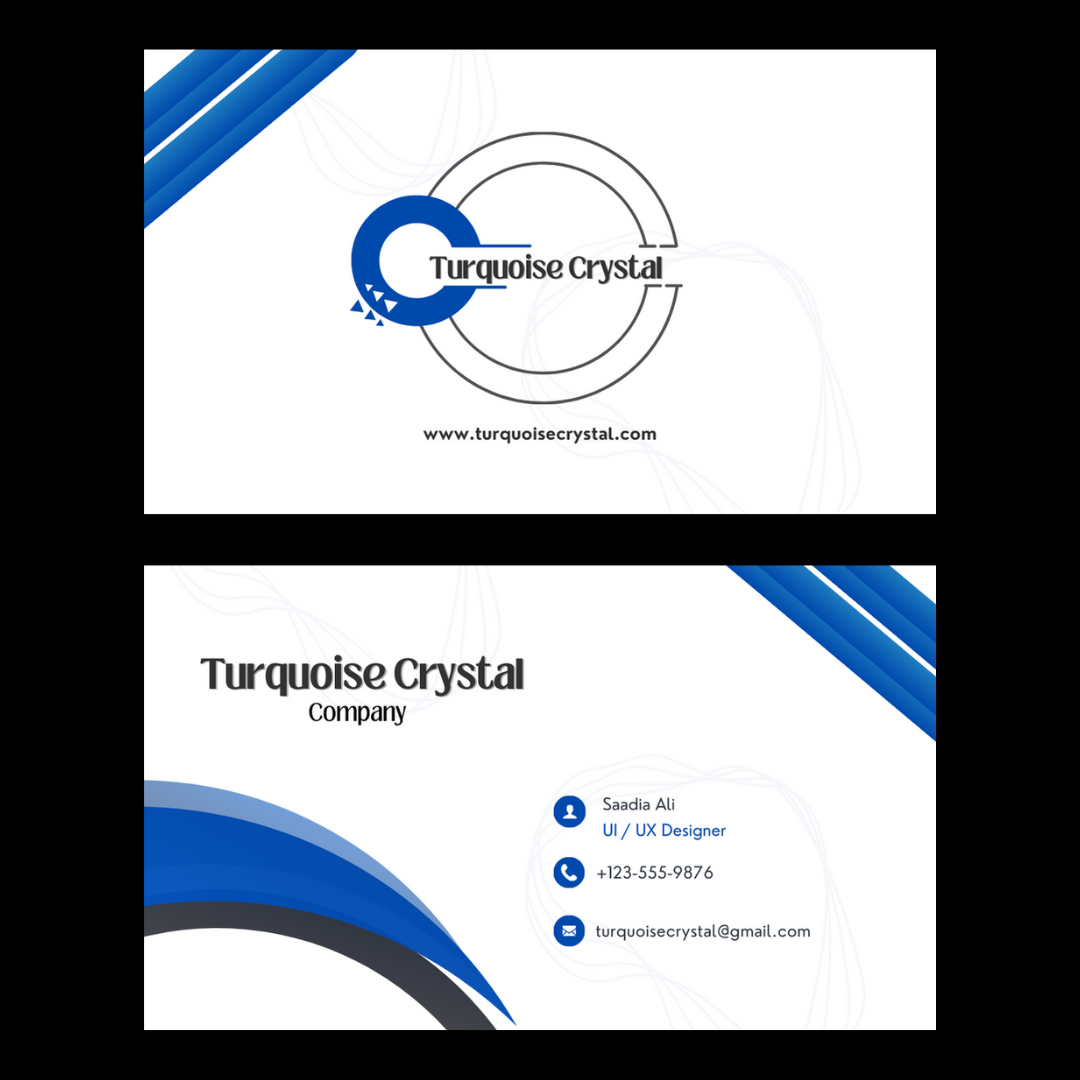 Turquoise Crystal
www.turquoisecrystal.com
Turquoise Crystal
Company
Saadia Ali
UI / UX Designer
+123-555-9876
turquoisecrystal@gmail.com